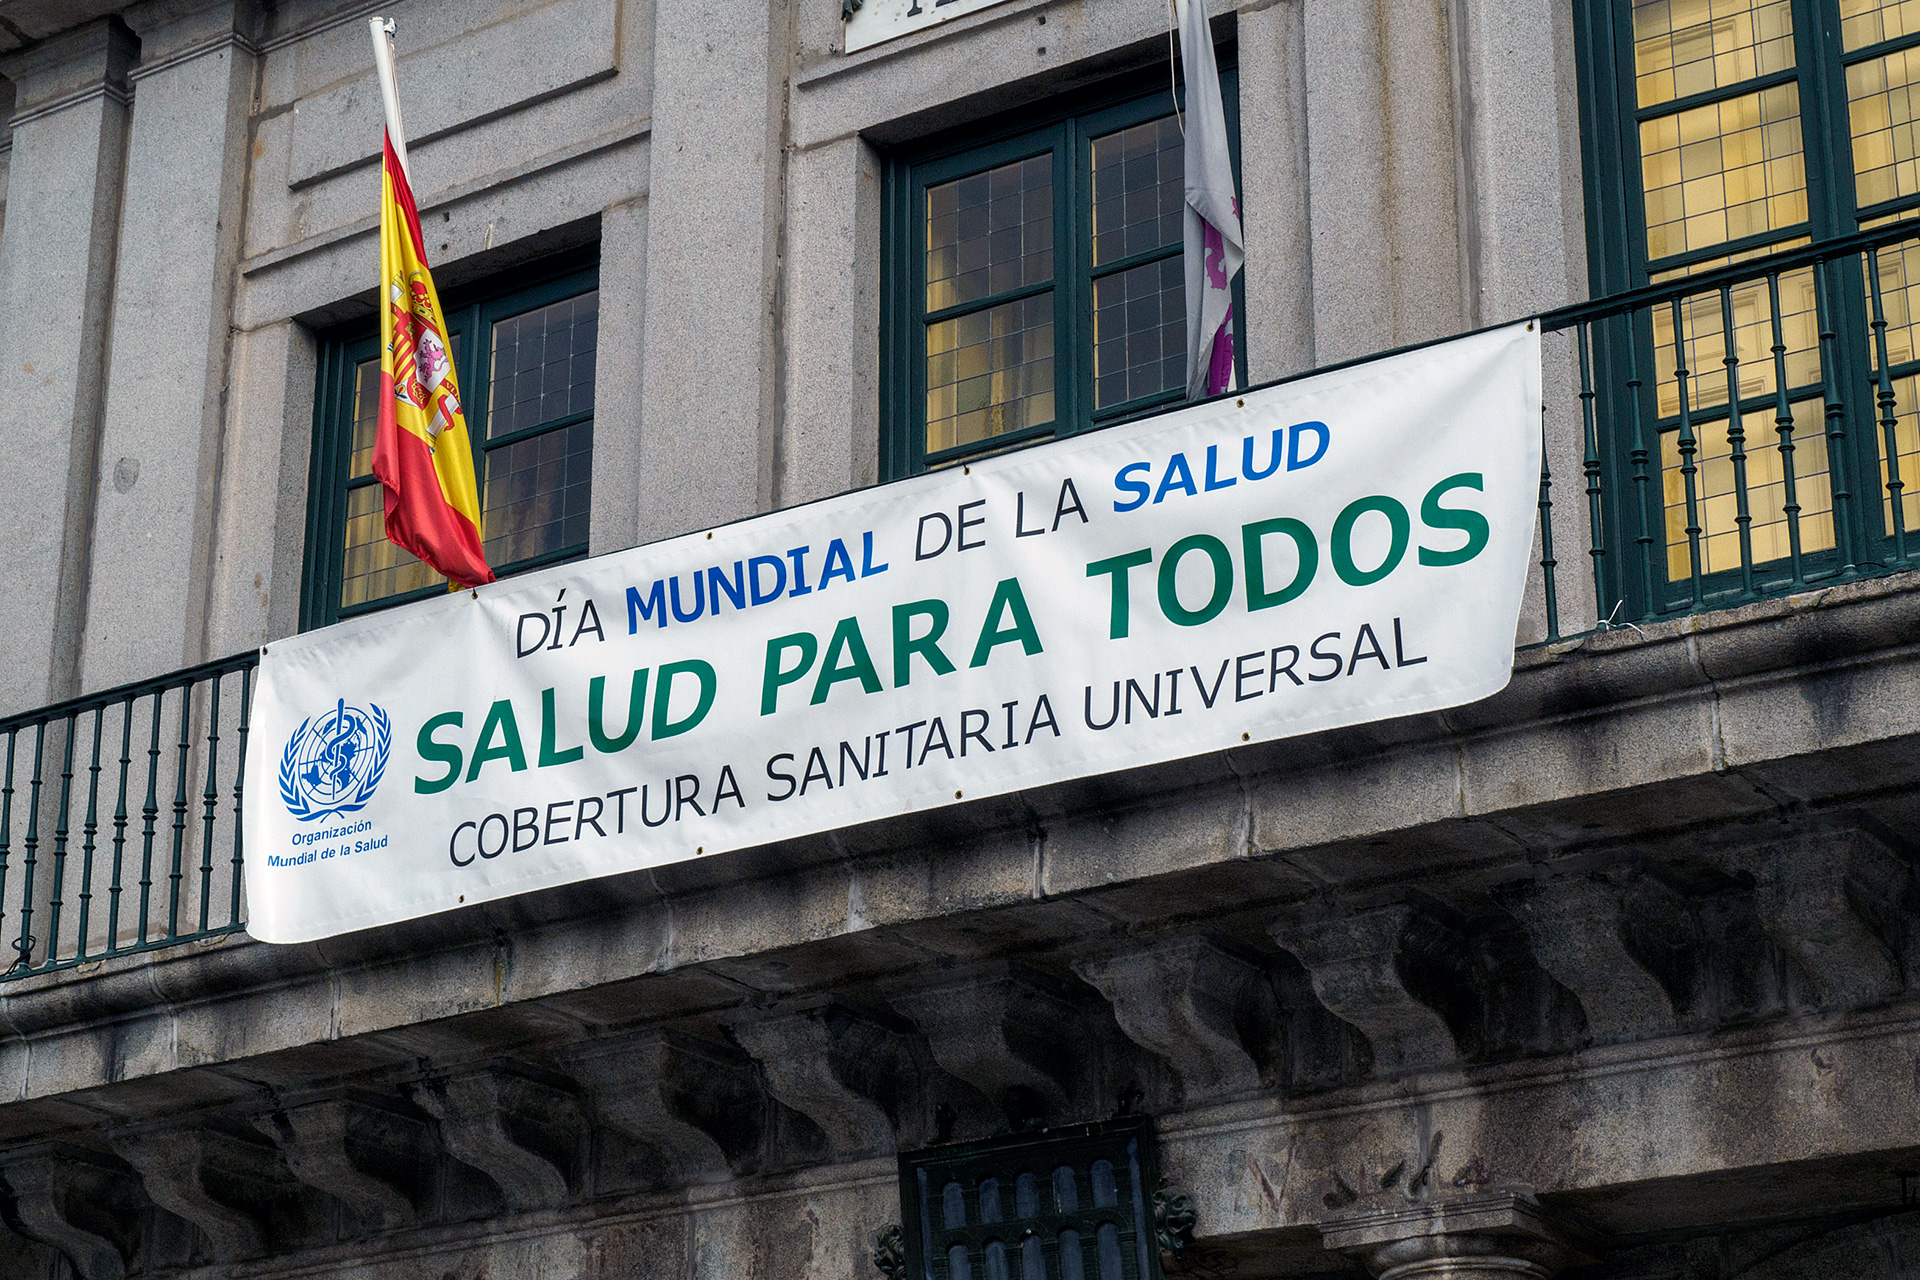 DÍA MUNDIAL DE LA SALUD
SALUD PARA TODOS
COBERTURA SANITARIA UNIVERSAL
Organización
Mundial de la Salud